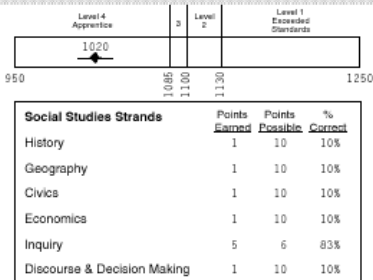 Level 4
Apprentice
3
Level
2
Level 1
Exceeded
Standards
1020
950
1085
1100
1130
1250
Social Studies Strands
Points
Earned
Points
Possible
%
Correct
History 1 10 10%
Geography 1 10 10%
Civics 1 10 10%
Economics 1 10 10%
Inquiry 5 6 83%
Discourse & Decision Making 1 10 10%